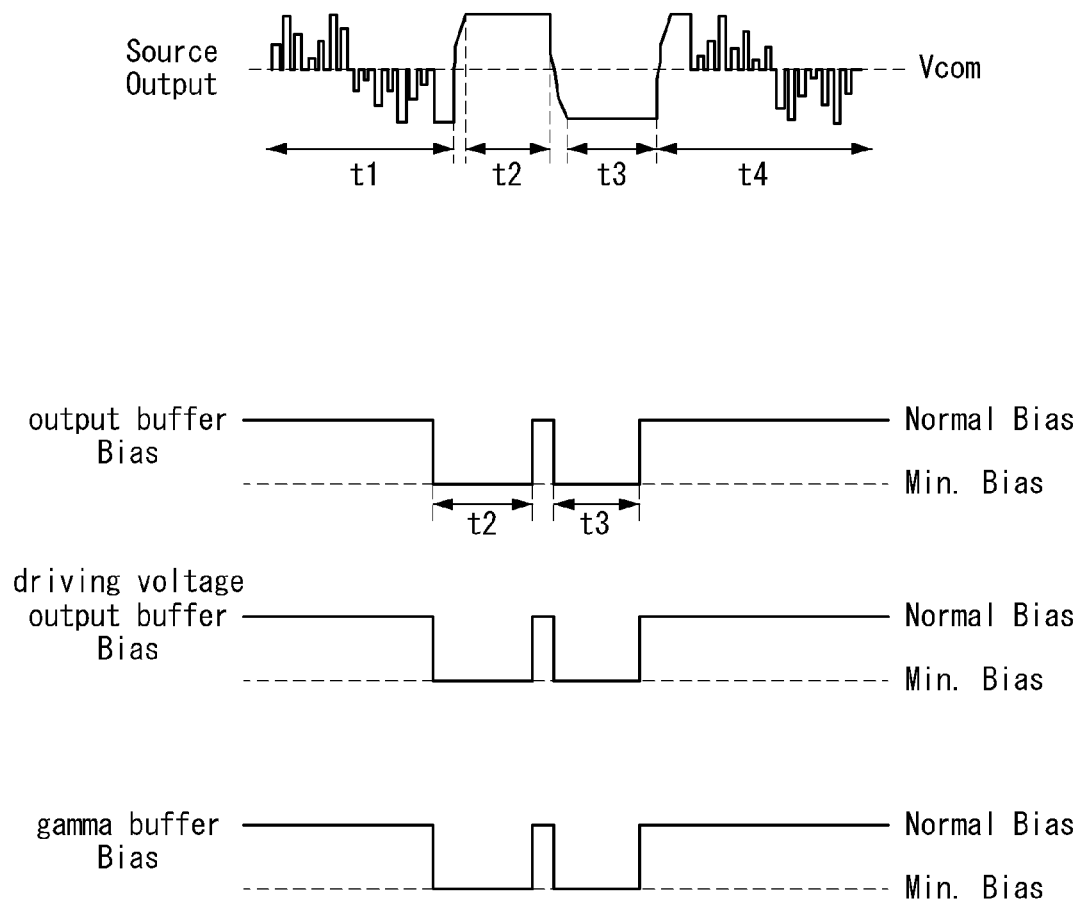 Source
Output
Vcom
t1
t2
t3
t4
output buffer
Bias
Normal Bias
Min. Bias
t2
t3
driving voltage
output buffer
Bias
Normal Bias
Min. Bias
gamma buffer
Bias
Normal Bias
Min. Bias